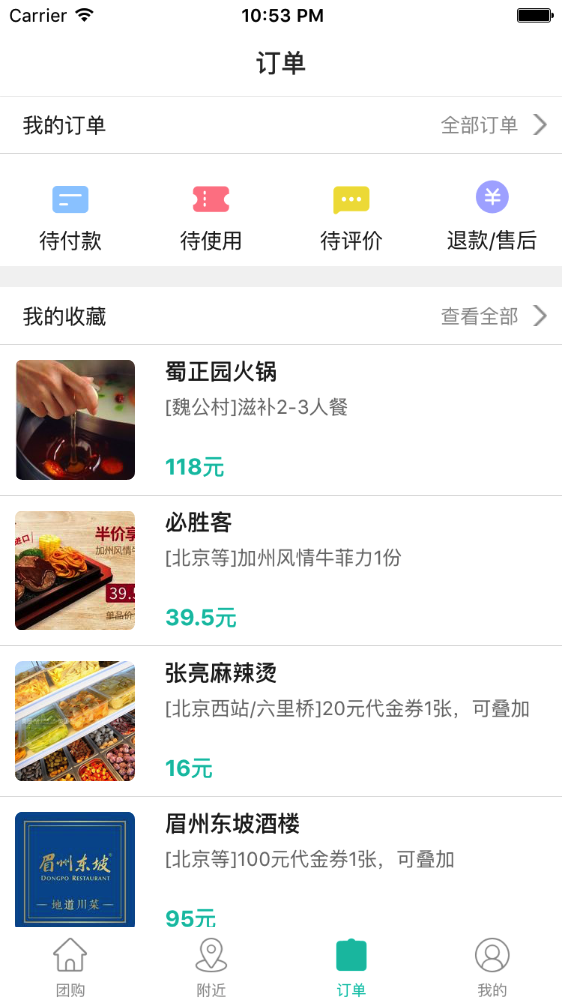 Carrier 10:53 PM
订单
我的订单 全部订单
待付款 待使用 待评价 退款/售后
我的收藏 查看全部
蜀正园火锅
[魏公村]滋补2-3人餐
118元
进口 半价享
加州风情牛
39.5
单品价
必胜客
[北京等]加州风情牛菲力1份
39.5元
张亮麻辣烫
[北京西站/六里桥]20元代金券1张，可叠加
16元
眉州东坡
DONGPO RESTAURANT
地道川菜
眉州东坡酒楼
[北京等]100元代金券1张，可叠加
95元
团购 附近 订单 我的